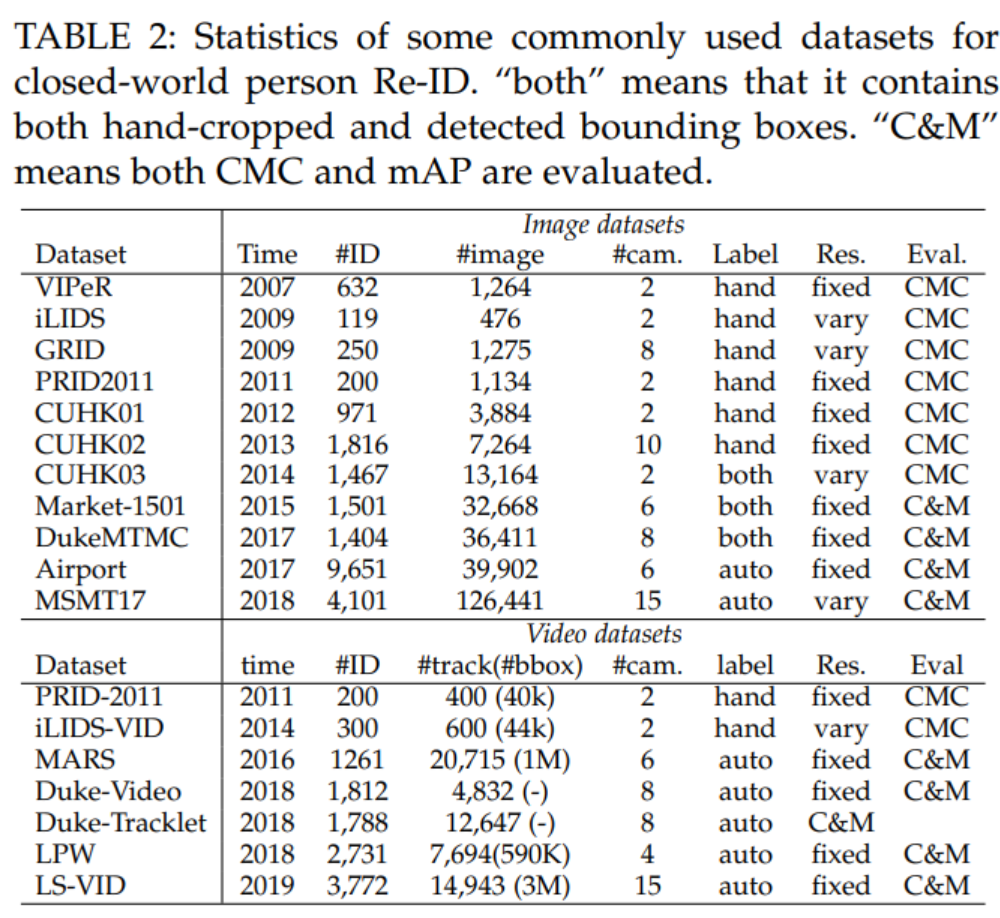 TABLE 2: Statistics of some commonly used datasets for
closed-world person Re-ID. “both” means that it contains
both hand-cropped and detected bounding boxes. “C&M”
means both CMC and mAP are evaluated.
Image datasets
Dataset Time #ID #image #cam. Label Res. Eval.
VIPeR 2007 632 1,264 2 hand fixed CMC
iLIDS 2009 119 476 2 hand vary CMC
GRID 2009 250 1,275 8 hand vary CMC
PRID2011 2011 200 1,134 2 hand fixed CMC
CUHK01 2012 971 3,884 2 hand fixed CMC
CUHK02 2013 1,816 7,264 10 hand fixed CMC
CUHK03 2014 1,467 13,164 2 both vary CMC
Market-1501 2015 1,501 32,668 6 both fixed C&M
DukeMTMC 2017 1,404 36,411 8 both fixed C&M
Airport 2017 9,651 39,902 6 auto fixed C&M
MSMT17 2018 4,101 126,441 15 auto vary C&M
Video datasets
Dataset time #ID #track(#bbox) #cam. label Res. Eval
PRID-2011 2011 200 400 (40k) 2 hand fixed CMC
iLIDS-VID 2014 300 600 (44k) 2 hand vary CMC
MARS 2016 1261 20,715 (1M) 6 auto fixed C&M
Duke-Video 2018 1,812 4,832 (-) 8 auto fixed C&M
Duke-Tracklet 2018 1,788 12,647 (-) 8 auto C&M
LPW 2018 2,731 7,694(590K) 4 auto fixed C&M
LS-VID 2019 3,772 14,943 (3M) 15 auto fixed C&M